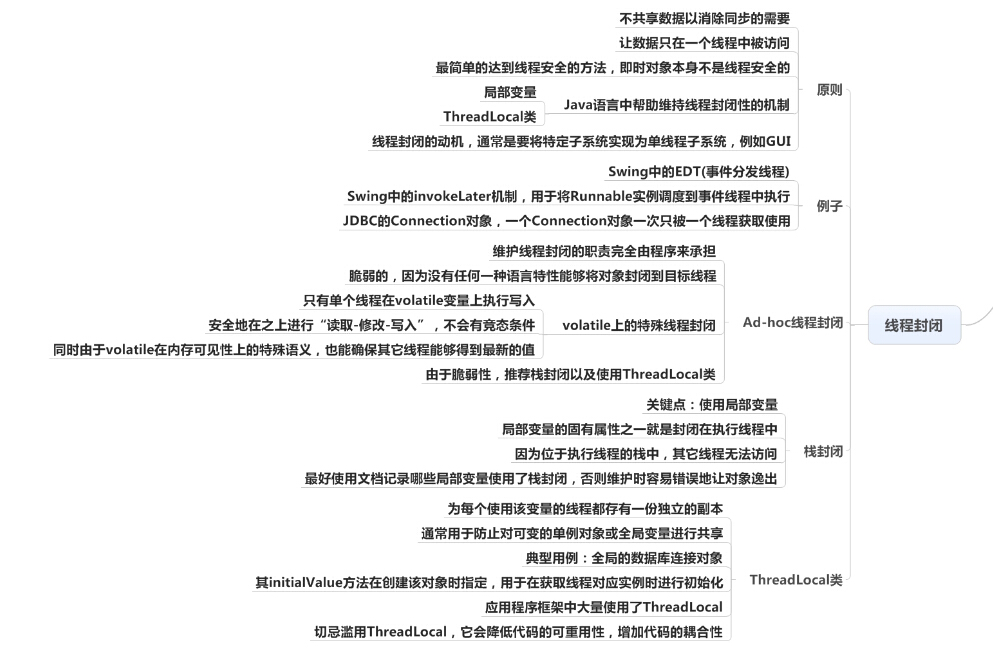 不共享数据以消除同步的需要
让数据只在一个线程中被访问
最简单的达到线程安全的方法，即时对象本身不是线程安全的
局部变量
ThreadLocal类
Java语言中帮助维持线程封闭性的机制
线程封闭的动机，通常是要将特定子系统实现为单线程子系统，例如GUI
原则
Swing中的EDT(事件分发线程)
Swing中的invokeLater机制，用于将Runnable实例调度到事件线程中执行
JDBC的Connection对象，一个Connection对象一次只被一个线程获取使用
例子
维护线程封闭的职责完全由程序来承担
脆弱的，因为没有任何一种语言特性能够将对象封闭到目标线程
只有单个线程在volatile变量上执行写入
安全地在之上进行“读取-修改-写入”，不会有竞态条件
同时由于volatile在内存可见性上的特殊语义，也能确保其它线程能够得到最新的值
volatile上的特殊线程封闭
由于脆弱性，推荐栈封闭以及使用ThreadLocal类
Ad-hoc线程封闭
线程封闭
关键点：使用局部变量
局部变量的固有属性之一就是封闭在执行线程中
因为位于执行线程的栈中，其它线程无法访问
最好使用文档记录哪些局部变量使用了栈封闭，否则维护时容易错误地让对象逸出
栈封闭
为每个使用该变量的线程都存有一份独立的副本
通常用于防止对可变的单例对象或全局变量进行共享
典型用例：全局的数据库连接对象
其initialValue方法在创建该对象时指定，用于在获取线程对应实例时进行初始化
应用程序框架中大量使用了ThreadLocal
切忌滥用ThreadLocal，它会降低代码的可重用性，增加代码的耦合性
ThreadLocal类